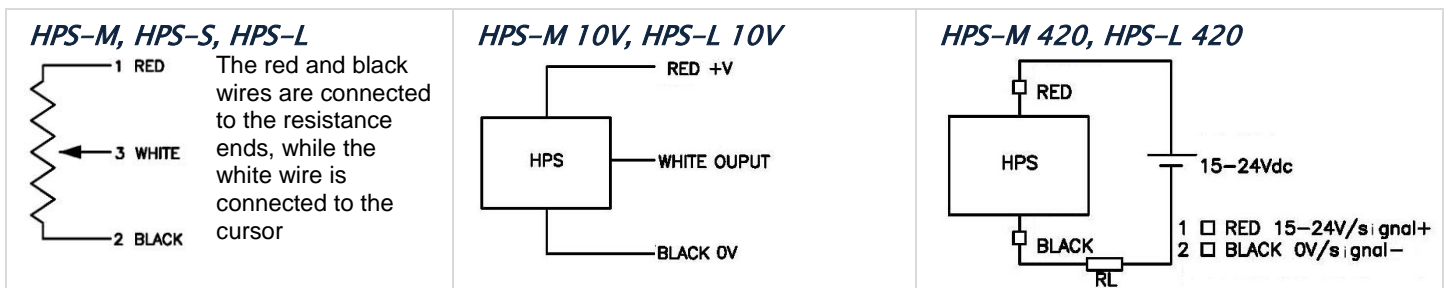 HPS-M, HPS-S, HPS-L
1 RED
3 WHITE
2 BLACK
The red and black
wires are connected
to the resistance
ends, while the
white wire is
connected to the
cursor
HPS-M 10V, HPS-L 10V
RED +V
HPS
WHITE OUPUT
BLACK 0V
HPS-M 420, HPS-L 420
RED
HPS
15-24Vdc
BLACK
RL
1 □ RED 15-24V/signal+
2 □ BLACK 0V/signal-